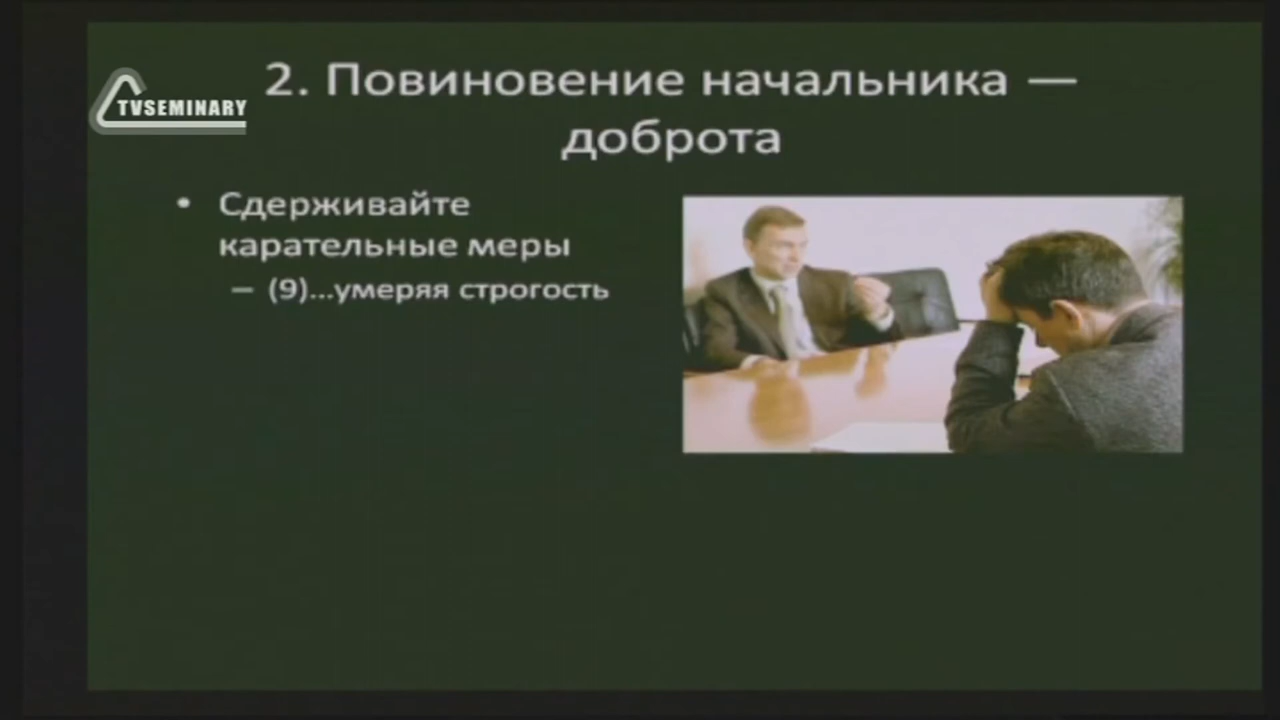 2. Повиновение начальника —
доброта
TVSEMINARY
• Сдерживайте
карательные меры
– (9)...умеряя строгость